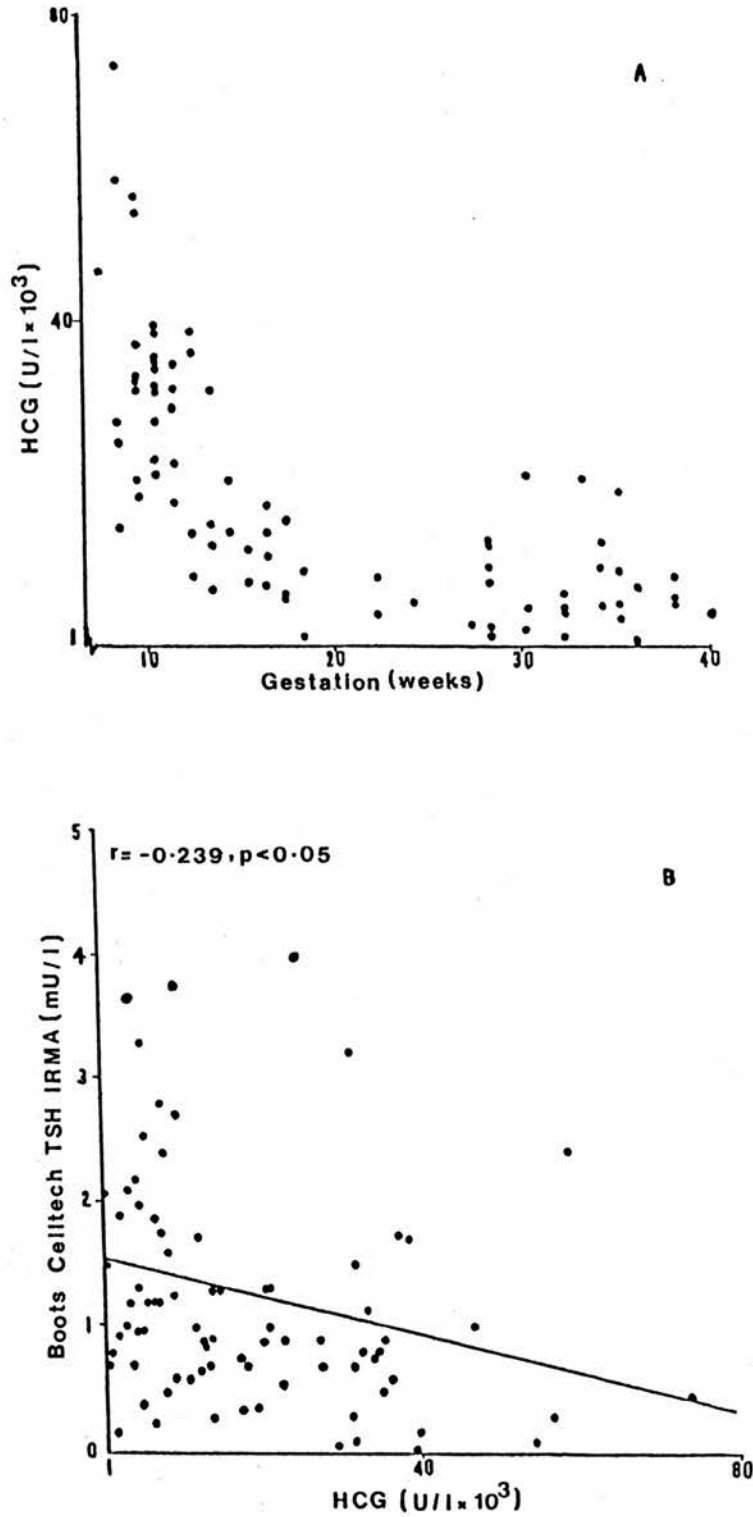 80
A
40
1
HCG (U/l×10³)
10
20
30
40
Gestation (weeks)
5
r= -0·239, p<0·05
B
4
3
2
1
0
Boots Celltech TSH IRMA (mU/l)
1
40
80
HCG (U/l×10³)